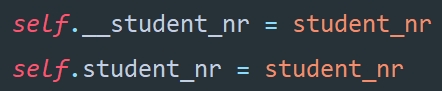 self.__student_nr = student_nr
self.student_nr = student_nr